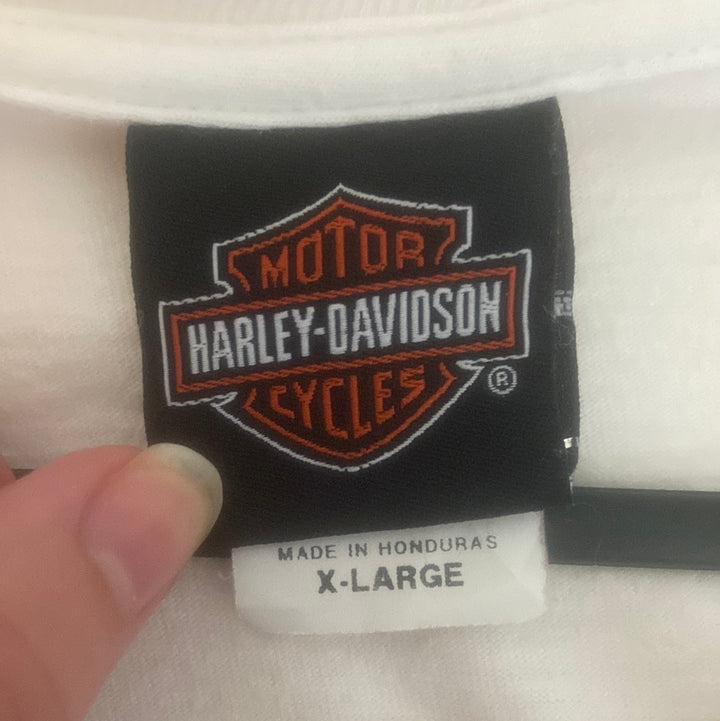 MOTOR
HARLEY-DAVIDSON
CYCLES
®
MADE IN HONDURAS
X-LARGE